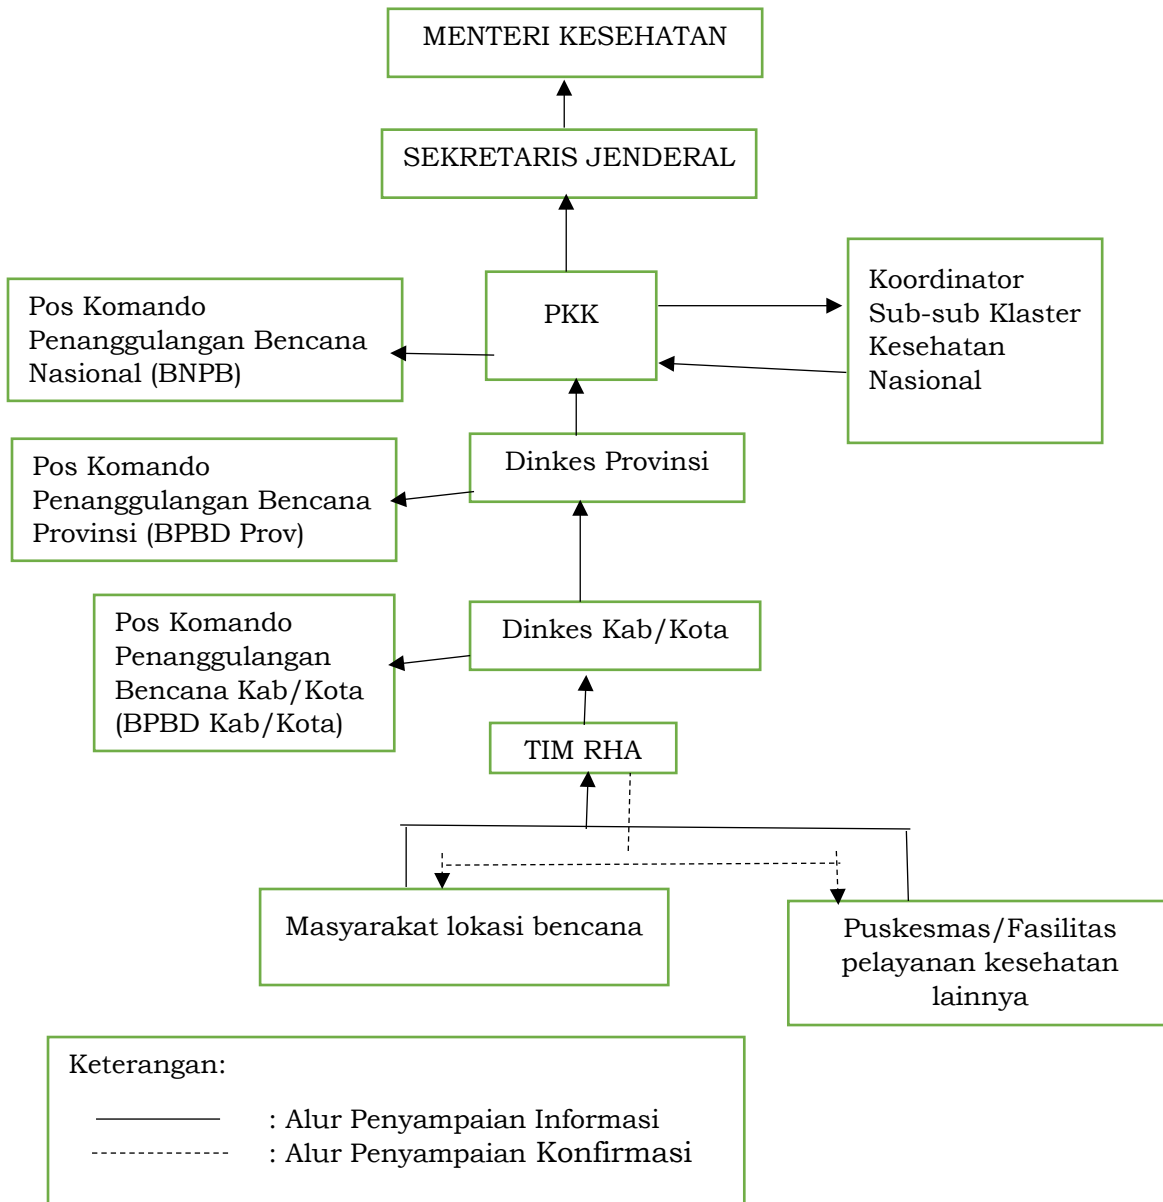 MENTERI KESEHATAN
SEKRETARIS JENDERAL
Pos Komando
Penanggulangan Bencana
Nasional (BNPB)
PKK
Koordinator
Sub-sub Klaster
Kesehatan
Nasional
Pos Komando
Penanggulangan Bencana
Provinsi (BPBD Prov)
Dinkes Provinsi
Pos Komando
Penanggulangan
Bencana Kab/Kota
(BPBD Kab/Kota)
Dinkes Kab/Kota
TIM RHA
Masyarakat lokasi bencana
Puskesmas/Fasilitas
pelayanan kesehatan
lainnya
Keterangan:
: Alur Penyampaian Informasi
: Alur Penyampaian Konfirmasi